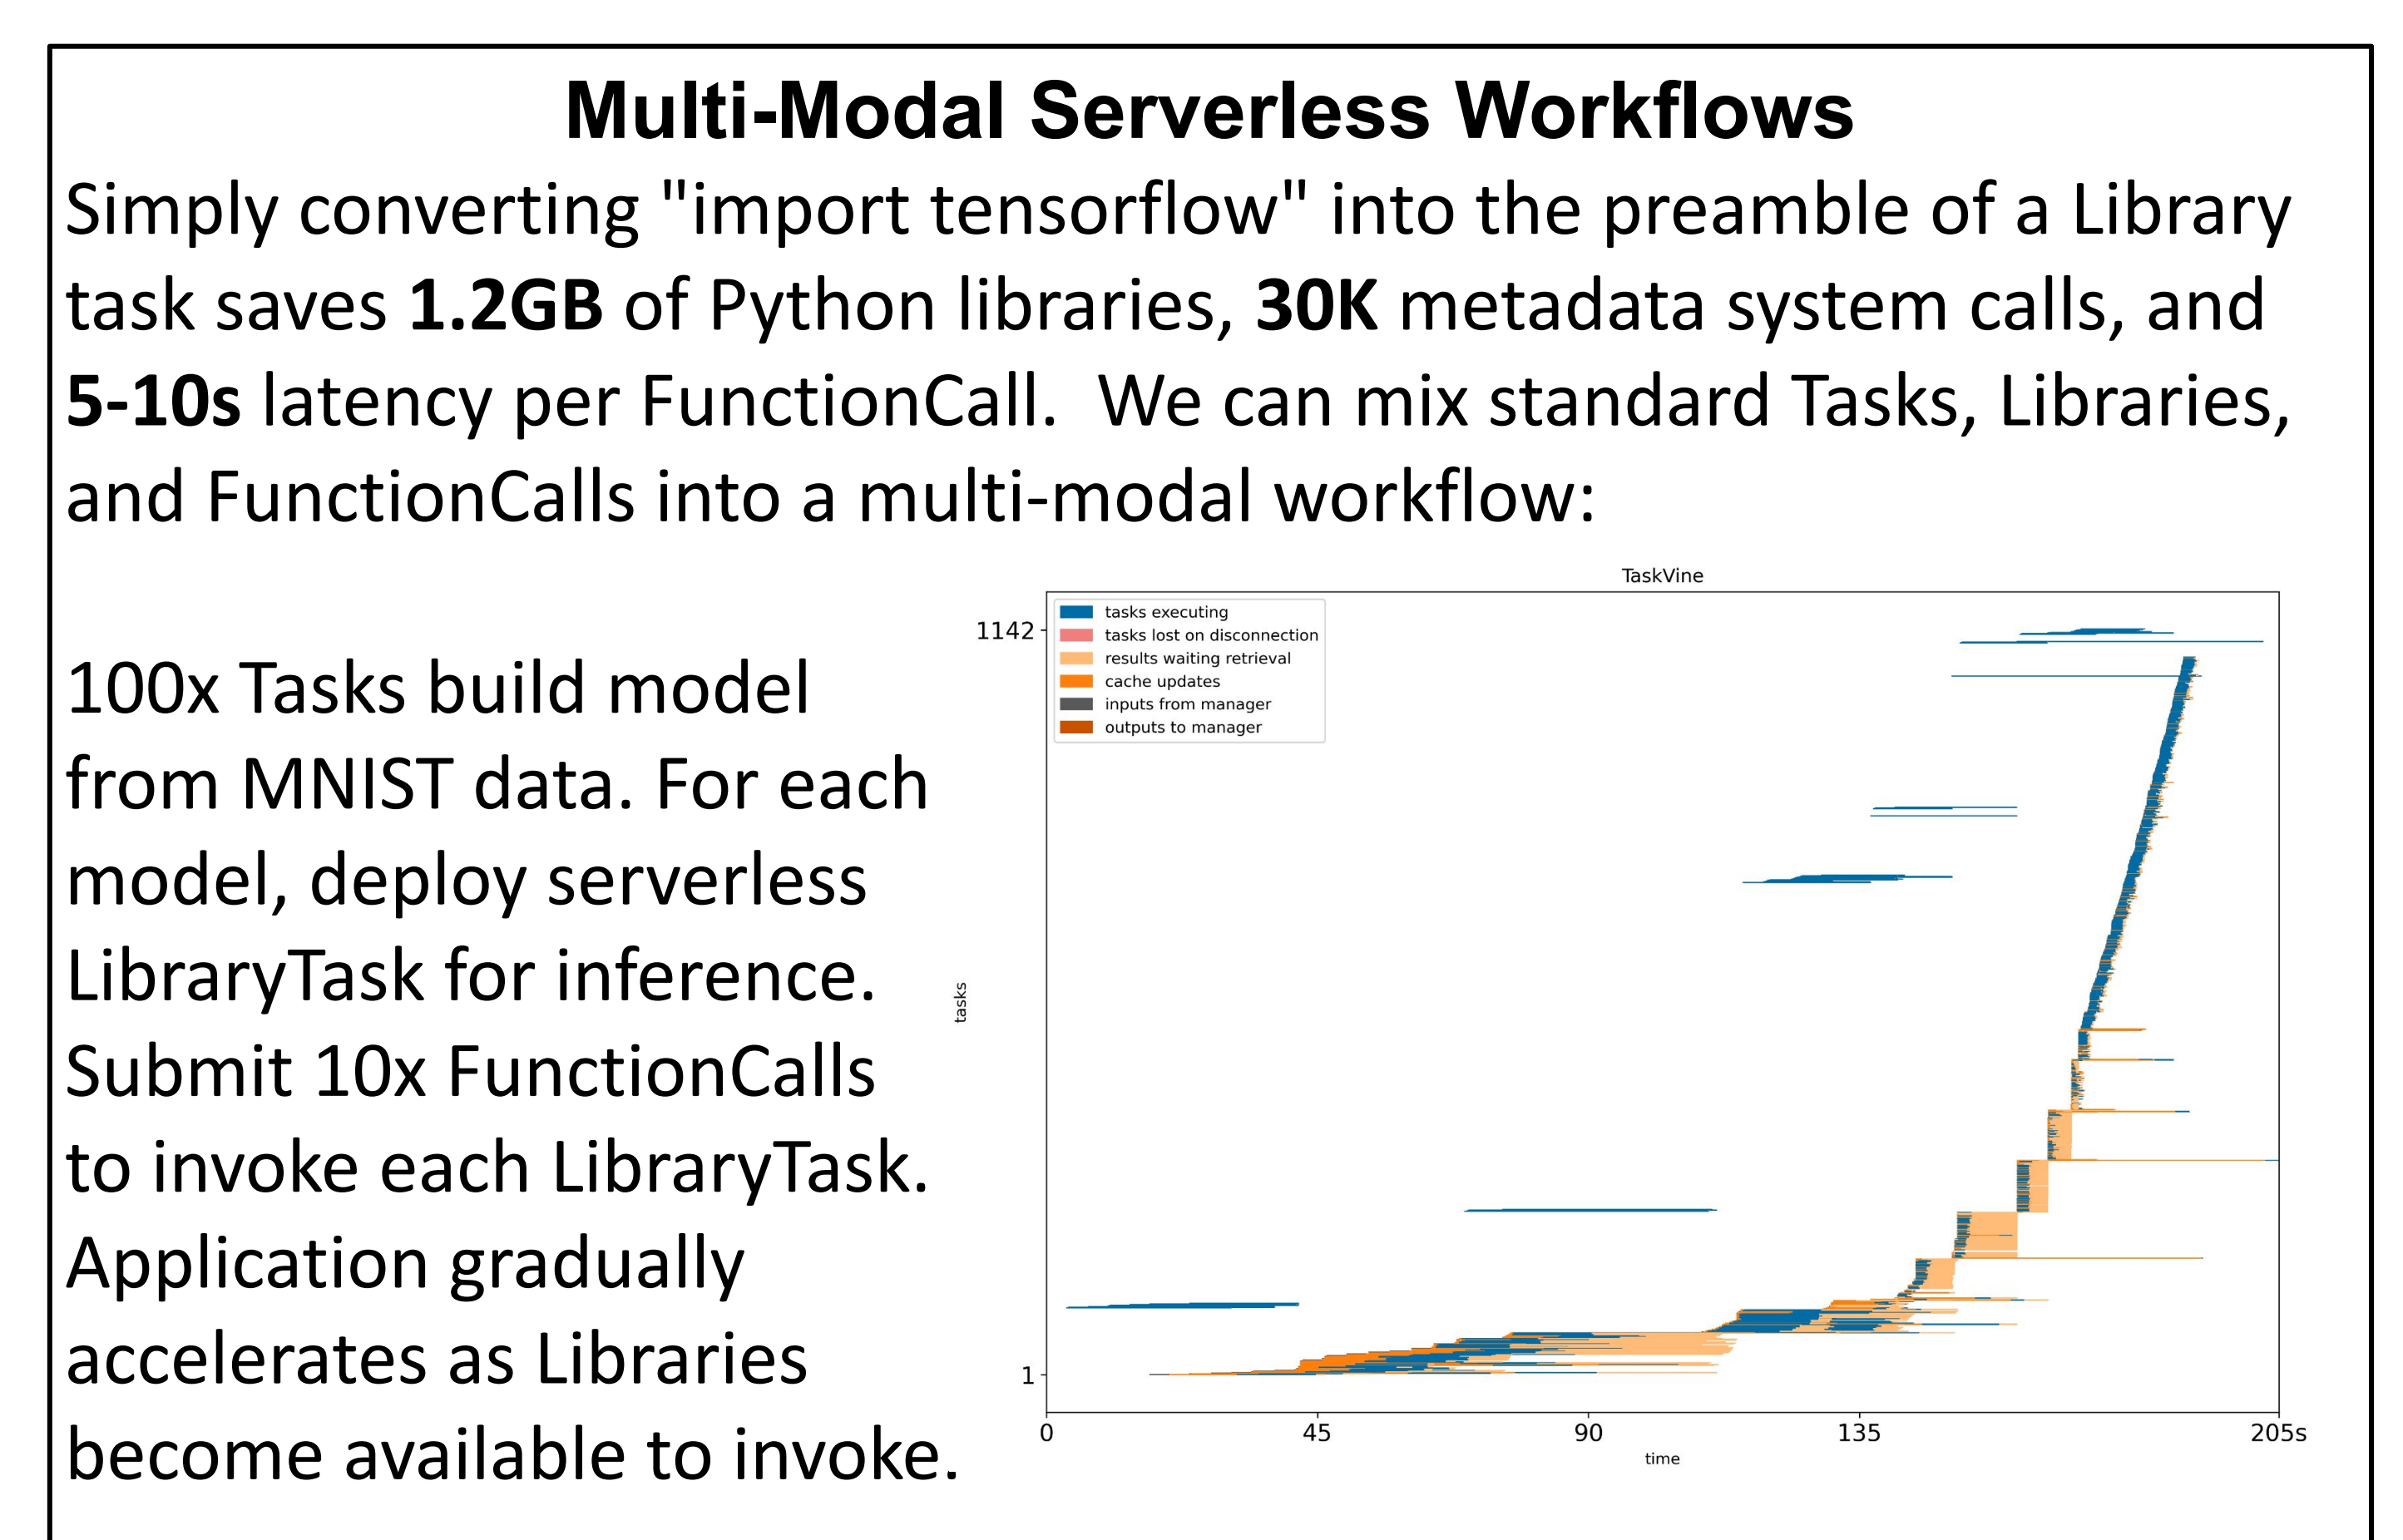 Multi-Modal Serverless Workflows
Simply converting "import tensorflow" into the preamble of a Library
task saves 1.2GB of Python libraries, 30K metadata system calls, and
5-10s latency per FunctionCall.  We can mix standard Tasks, Libraries,
and FunctionCalls into a multi-modal workflow:
100x Tasks build model
from MNIST data. For each
model, deploy serverless
LibraryTask for inference.
Submit 10x FunctionCalls
to invoke each LibraryTask.
Application gradually
accelerates as Libraries
become available to invoke.
TaskVine
tasks executing
tasks lost on disconnection
results waiting retrieval
cache updates
inputs from manager
outputs to manager
1142
tasks
1
0 45 90 135 205s
time